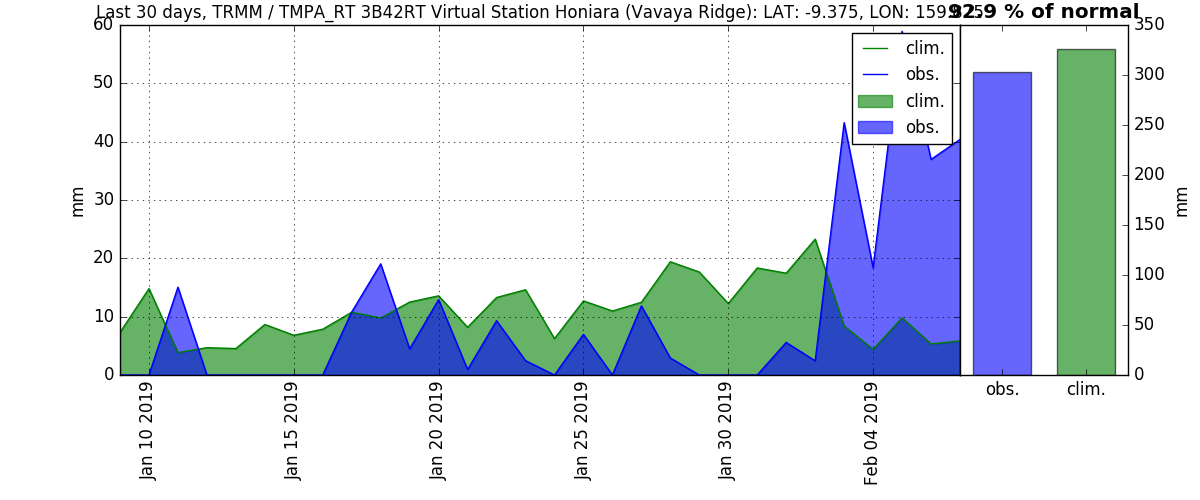 Last 30 days, TRMM / TMPA_RT 3B42RT Virtual Station Honiara (Vavaya Ridge): LAT: -9.375, LON:
92.9 % of normal
60
50
40
30
20
10
0
mm
clim.
obs.
clim.
obs.
Jan 10 2019
Jan 15 2019
Jan 20 2019
Jan 25 2019
Jan 30 2019
Feb 04 2019
350
300
250
200
150
100
50
0
mm
obs.
clim.